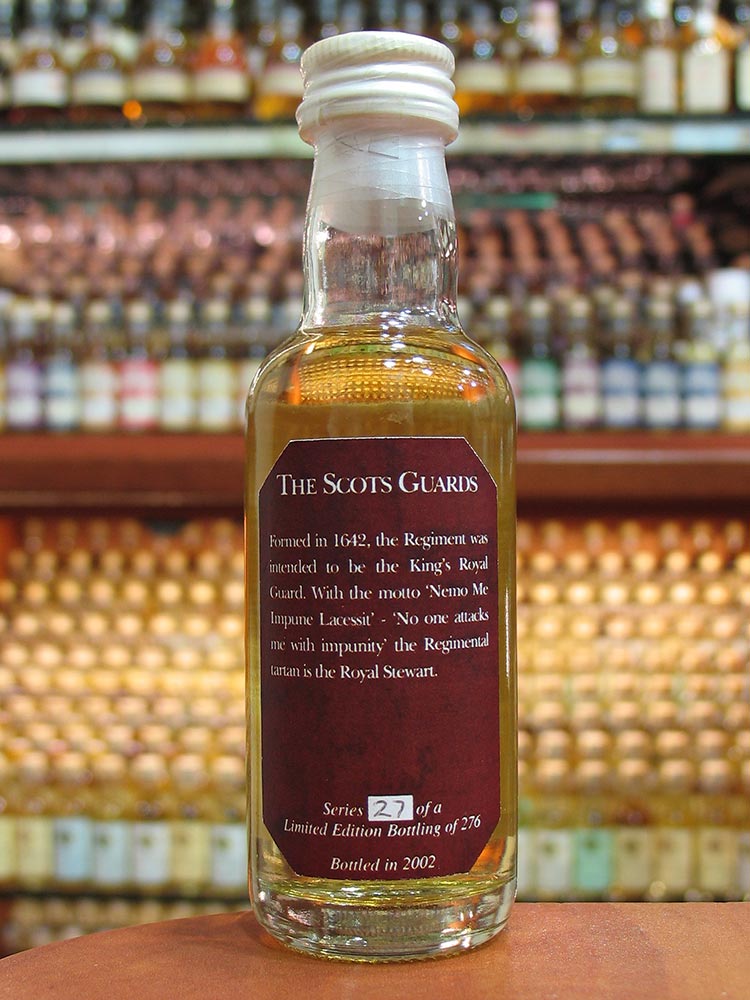 THE SCOTS GUARDS
Formed in 1642, the Regiment was
intended to be the King's Royal
Guard. With the motto 'Nemo Me
Impune Lacessit' - 'No one attacks
me with impunity' the Regimental
tartan is the Royal Stewart.
Series 27 of a
Limited Edition Bottling of 276
Bottled in 2002